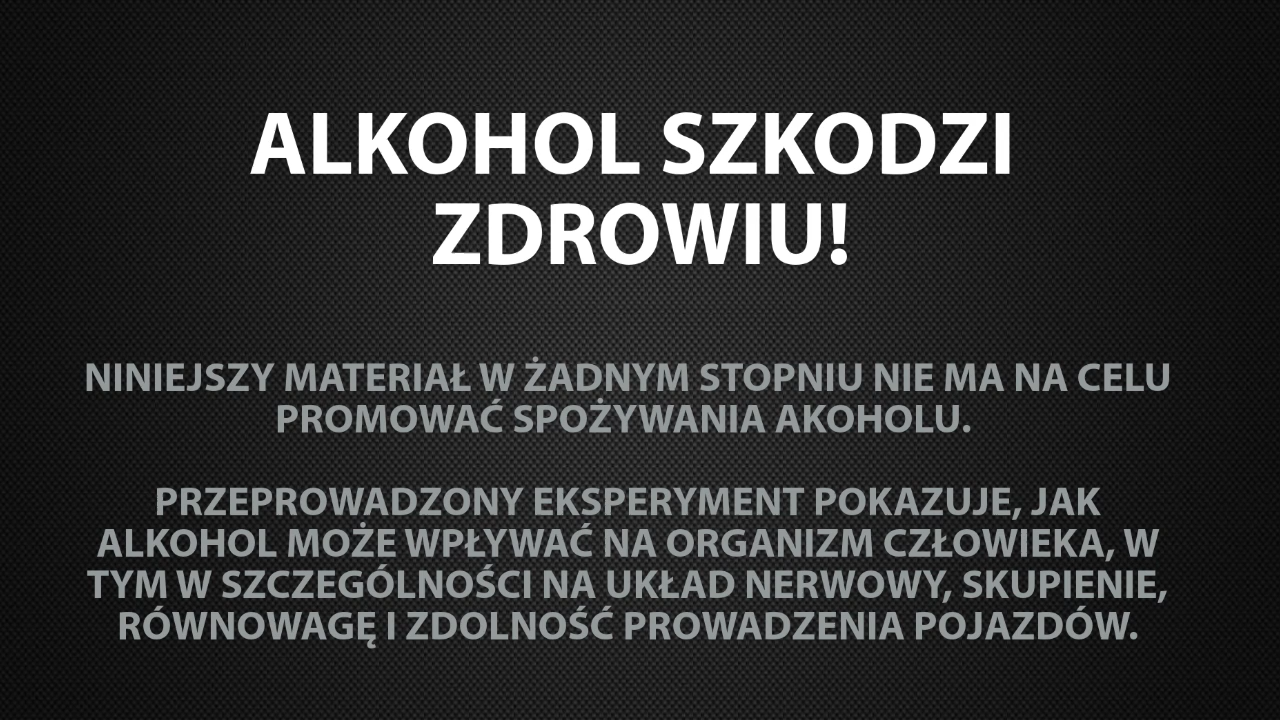 ALKOHOL SZKODZI
ZDROWIU!
NINIEJSZY MATERIAŁ W ŻADNYM STOPNIU NIE MA NA CELU
PROMOWAĆ SPOŻYWANIA AKOHOLU.
PRZEPROWADZONY EKSPERYMENT POKAZUJE, JAK
ALKOHOL MOŻE WPŁYWAĆ NA ORGANIZM CZŁOWIEKA, W
TYM W SZCZEGÓLNOŚCI NA UKŁAD NERWOWY, SKUPIENIE,
RÓWNOWAGĘ I ZDOLNOŚĆ PROWADZENIA POJAZDÓW.